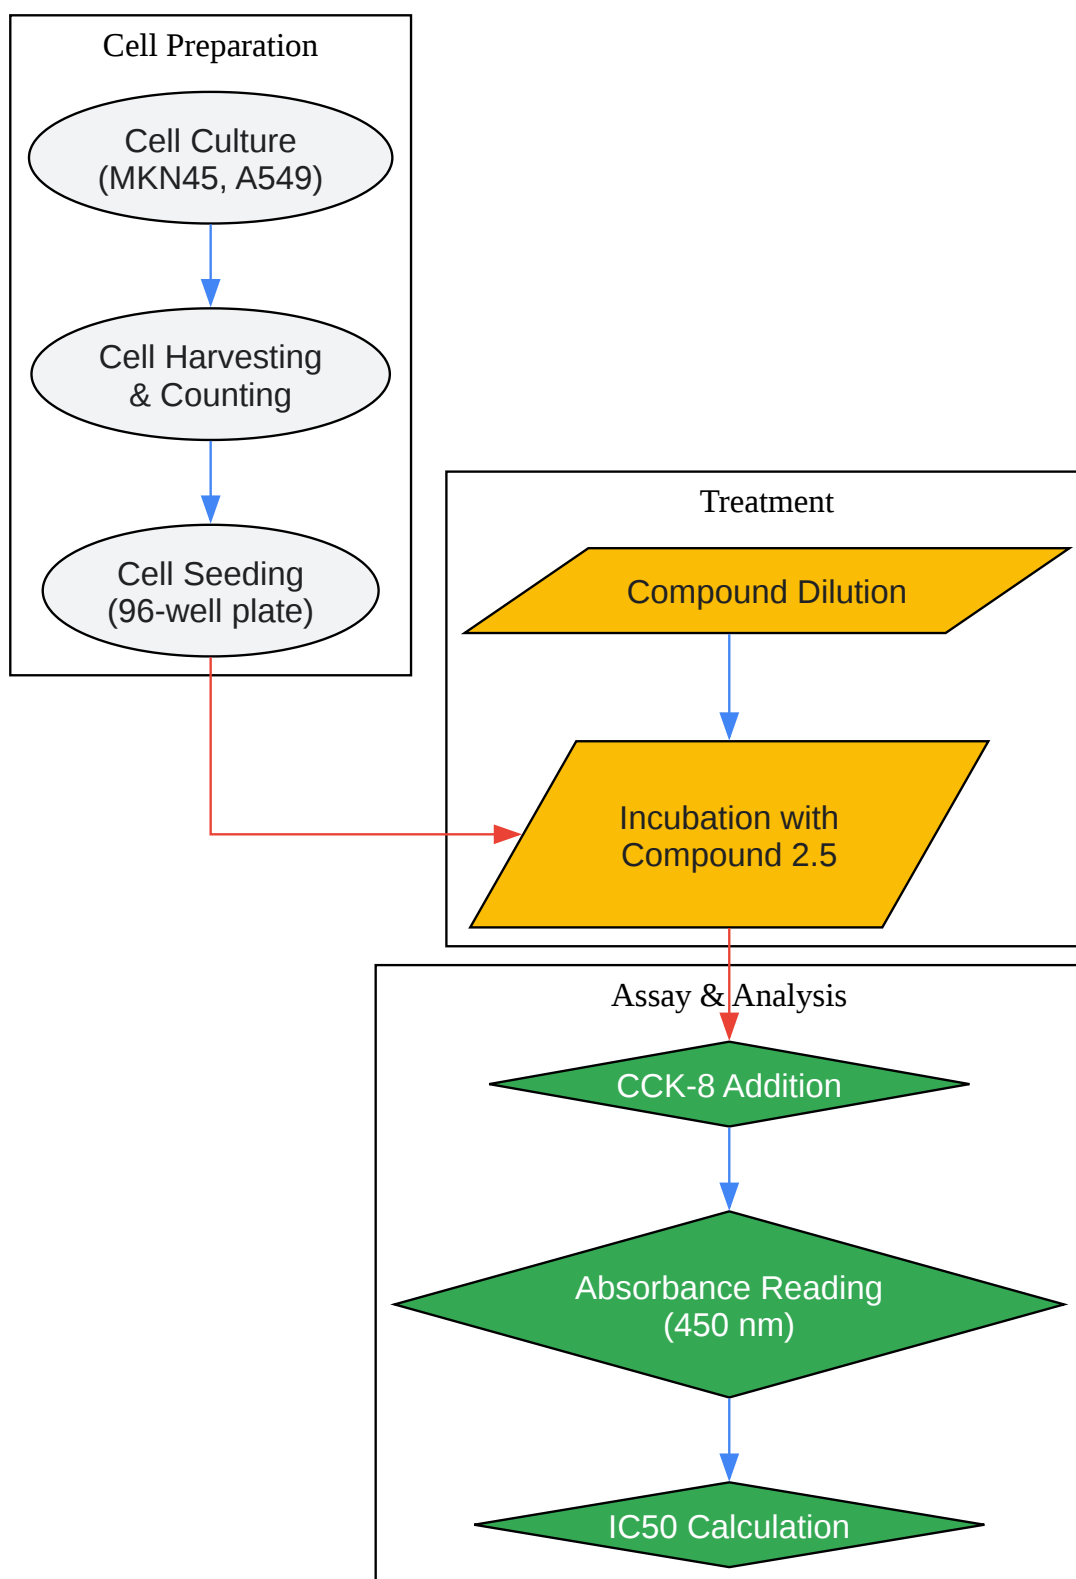 Cell Preparation
Cell Culture
(MKN45, A549)
Cell Harvesting
& Counting
Cell Seeding
(96-well plate)
Treatment
Compound Dilution
Incubation with
Compound 2.5
Assay & Analysis
CCK-8 Addition
Absorbance Reading
(450 nm)
IC50 Calculation